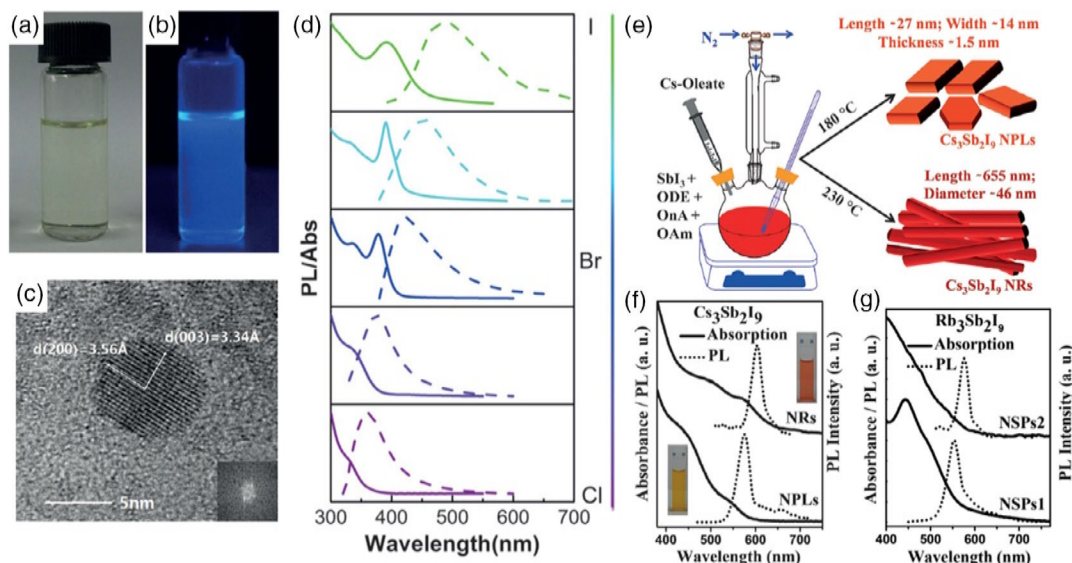 (a)
(b)
(c)
d(200)=3.56Å
d(003)=3.34Å
5nm
(d)
PL/Abs
I
Br
Cl
300 400 500 600 700
Wavelength(nm)
(e)
N₂
Cs-Oleate
SbI₃ +
ODE +
OnA +
OAm
180 °C
230 °C
Length ~27 nm; Width ~14 nm
Thickness ~1.5 nm
Cs₃Sb₂I₉ NPLs
Length ~655 nm;
Diameter ~46 nm
Cs₃Sb₂I₉ NRs
(f)
Absorbance / PL (a. u.)
Cs₃Sb₂I₉
Absorption
PL
NRs
NPLs
PL Intensity (a. u.)
400 500 600 700
Wavelength (nm)
(g)
Absorbance / PL (a. u.)
Rb₃Sb₂I₉
Absorption
PL
NSPs2
NSPs1
PL Intensity (a. u.)
400 500 600 700
Wavelength (nm)